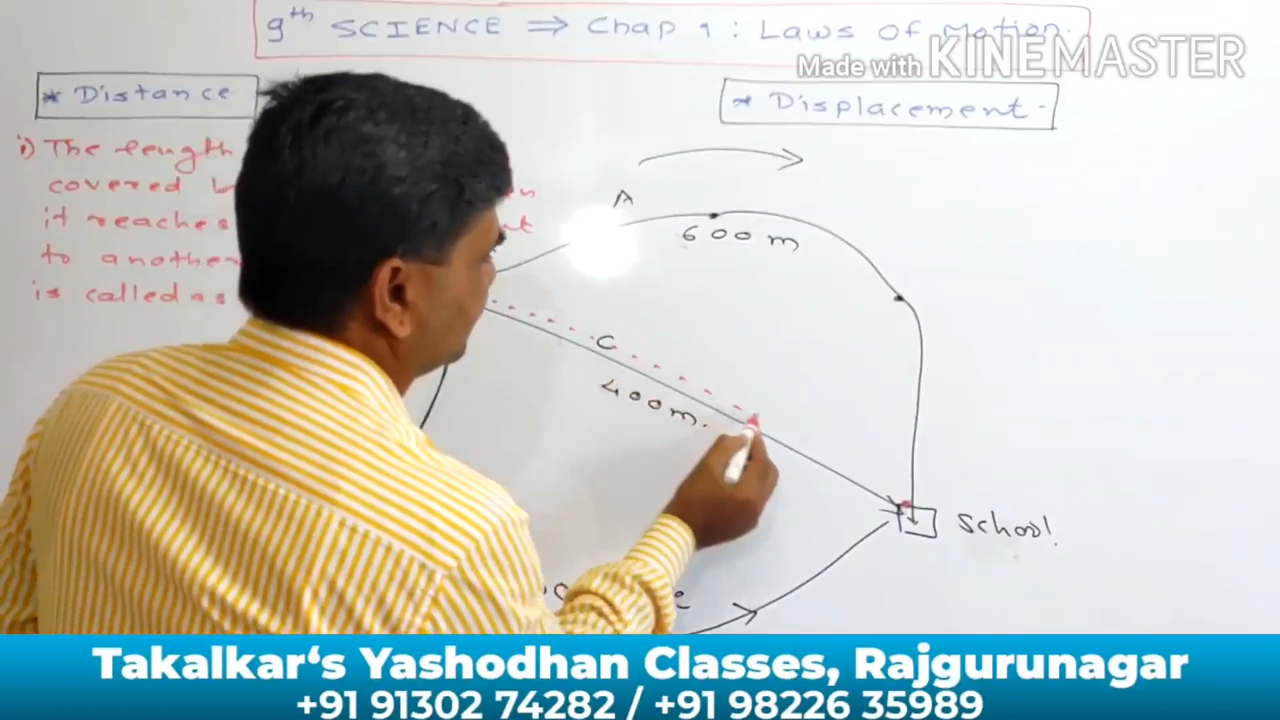 9th SCIENCE ⇒ Chap 1 : Laws of Motion.
Made with KINEMASTER
* Distance
* Displacement.
i) The length
covered
it reaches
to another
is called as
A
600 m
C
400m.
School.
Takalkar‘s Yashodhan Classes, Rajgurunagar
+91 91302 74282 / +91 98226 35989